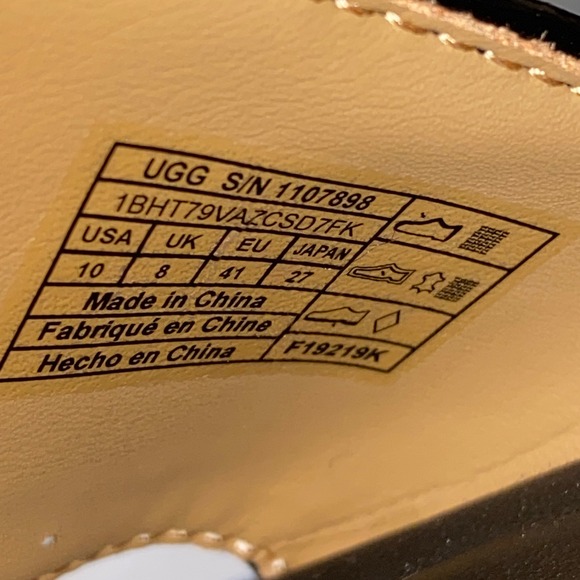 UGG S/N 1107898
1BHT79VAZCSD7FK
USA UK EU JAPAN
10 8 41 27
Made in China
Fabriqué en Chine
Hecho en China F19219K